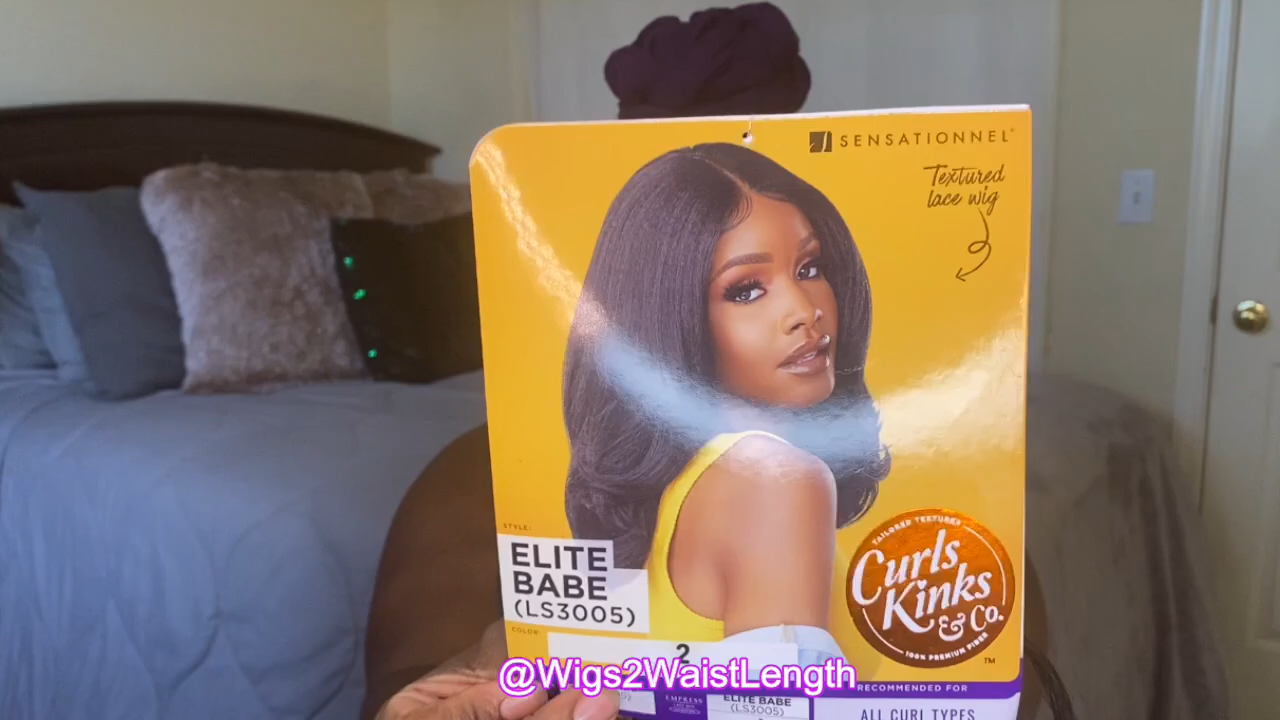 SENSATIONNEL
Textured
lace wig
STYLE:
ELITE
BABE
(LS3005)
COLOR:
2
TAILORED TEXTURES
Curls
Kinks
& Co.
100% PREMIUM FIBER
TM
@Wigs2WaistLength
EMPRESS
ELITE BABE
(LS3005)
RECOMMENDED FOR
ALL CURL TYPES